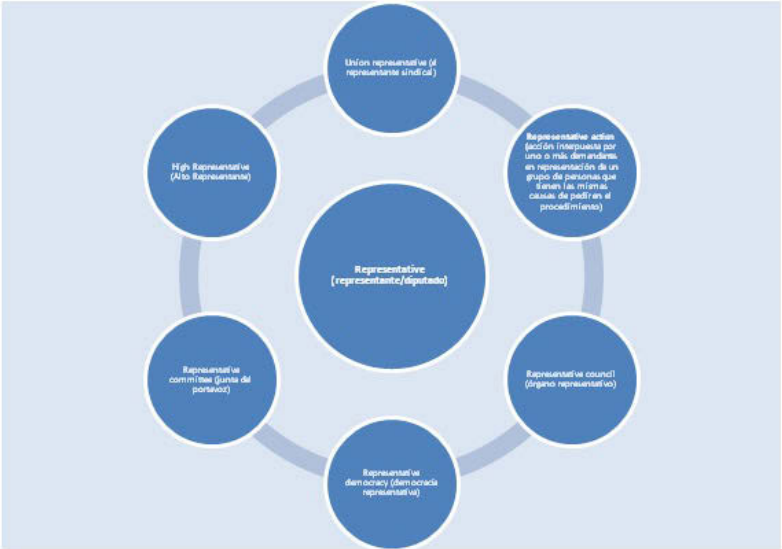 Union representative (el
representante sindical)
Representative action
(acción interpuesta por
uno o más demandantes
en representación de un
grupo de personas que
tienen las mismas
causas de pedir en el
procedimiento)
Representative council
(órgano representativo)
Representative
democracy (democracia
representativa)
Representative
committee (junta del
portavoz)
High Representative
(Alto Representante)
Representative
(representante/diputado)